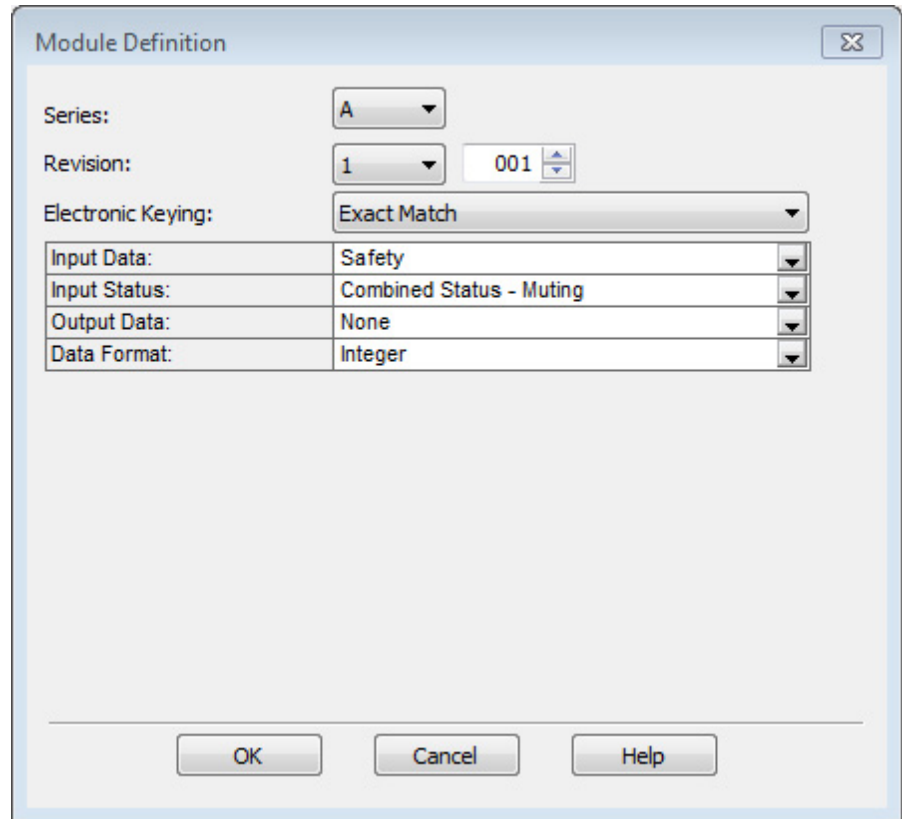 Module Definition
Series: A
Revision: 1 001
Electronic Keying: Exact Match
Input Data: Safety
Input Status: Combined Status - Muting
Output Data: None
Data Format: Integer
OK Cancel Help